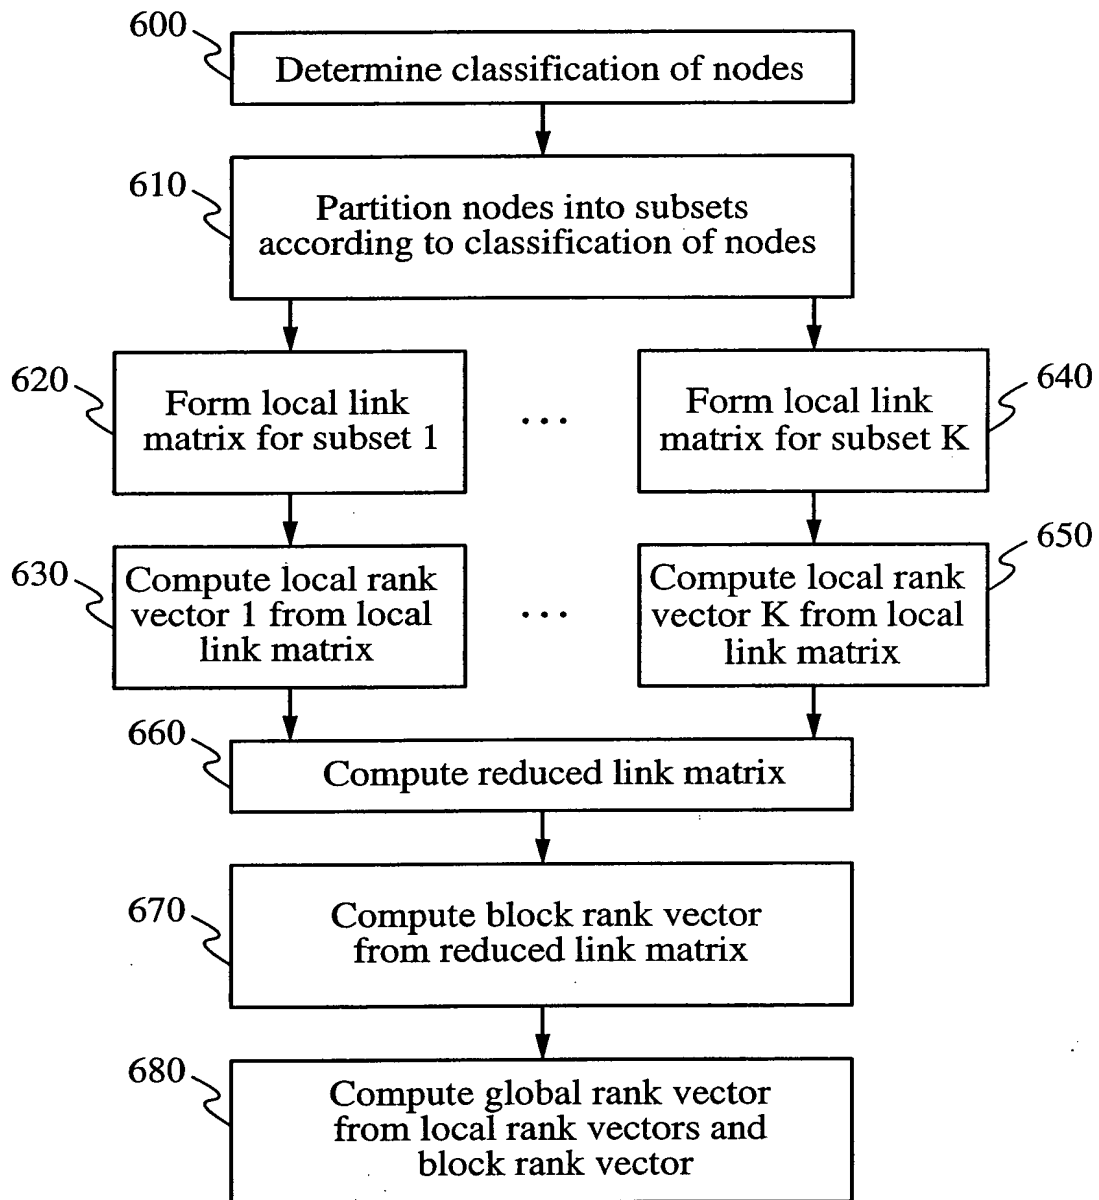 600
Determine classification of nodes
610
Partition nodes into subsets
according to classification of nodes
620
Form local link
matrix for subset 1
...
Form local link
matrix for subset K
640
630
Compute local rank
vector 1 from local
link matrix
...
Compute local rank
vector K from local
link matrix
650
660
Compute reduced link matrix
670
Compute block rank vector
from reduced link matrix
680
Compute global rank vector
from local rank vectors and
block rank vector